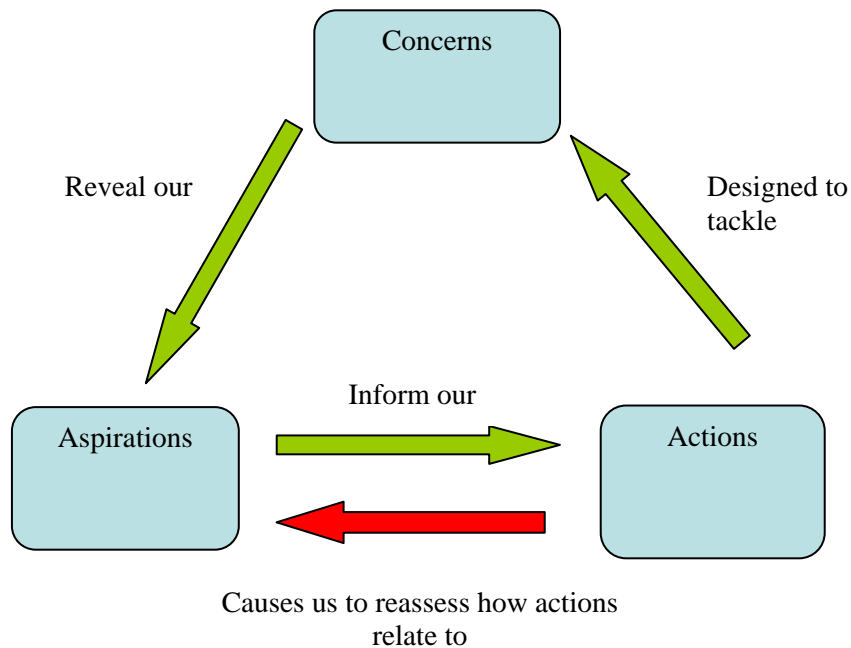 Concerns
Reveal our
Designed to
tackle
Inform our
Aspirations
Actions
Causes us to reassess how actions
relate to